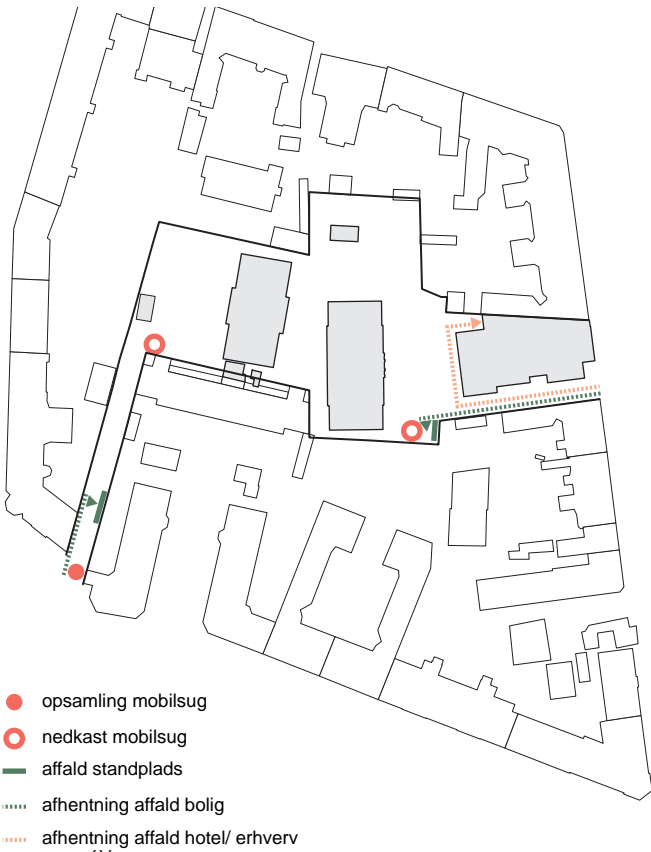 opsamling mobilsug
nedkast mobilsug
affald standplads
afhentning affald bolig
afhentning affald hotel/ erhverv